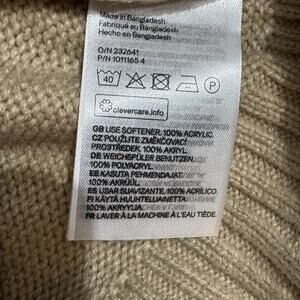 Made in Bangladesh
Fabriqué au Bangladesh
Hecho en Bangladesh
O/N 232641
P/N 1011165 4
40
P
clevercare.info
GB USE SOFTENER. 100% ACRYLIC.
CZ POUŽIJTE ZMĚKČOVACÍ
PROSTŘEDEK. 100% AKRYL.
DE WEICHSPÜLER BENUTZEN.
100% POLYACRYL.
EE KASUTA PEHMENDAJAT.
100% AKRÜÜL.
ES USAR SUAVIZANTE. 100% ACRÍLICO.
FI KÄYTÄ HUUHTELUAINETTA.
100% AKRYYLIA.
FR LAVER À LA MACHINE À L'EAU TIÈDE.